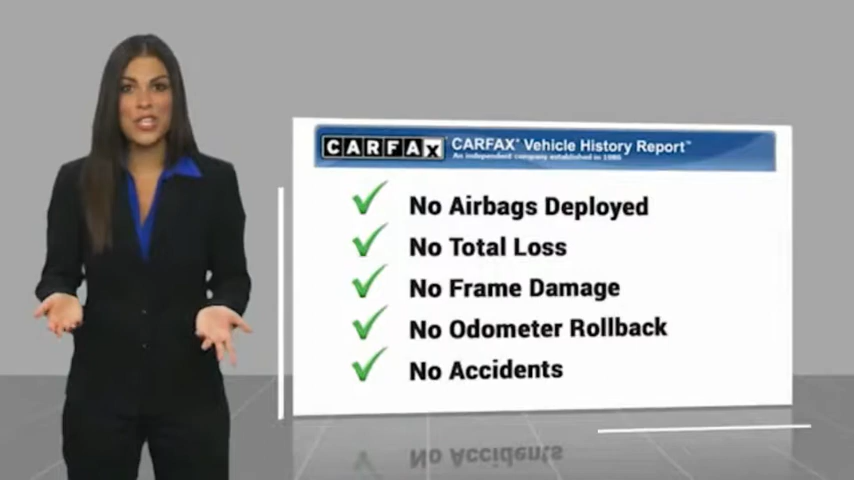 CARFAX
CARFAX® Vehicle History Report™
An independent company established in 1986
No Airbags Deployed
No Total Loss
No Frame Damage
No Odometer Rollback
No Accidents
No Accidents